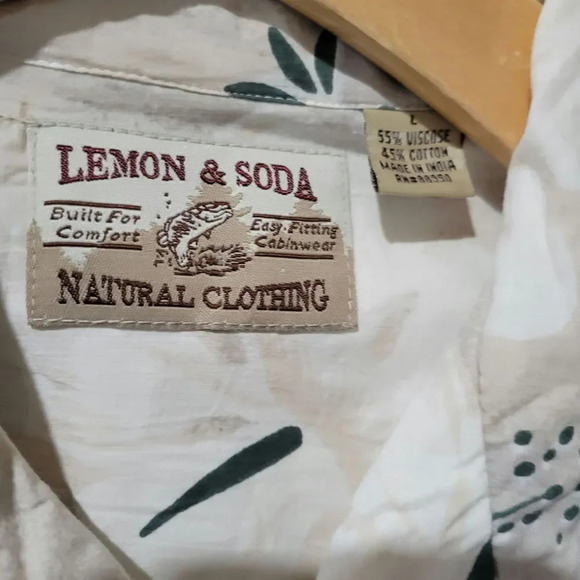 LEMON & SODA
Built For
Comfort
Easy Fitting
Cabinwear
NATURAL CLOTHING
L
55% VISCOSE
45% COTTON
MADE IN INDIA